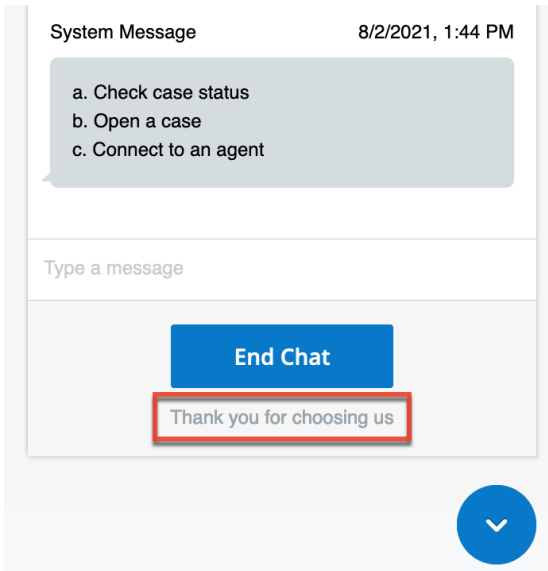 System Message 8/2/2021, 1:44 PM
a. Check case status
b. Open a case
c. Connect to an agent
Type a message
End Chat
Thank you for choosing us